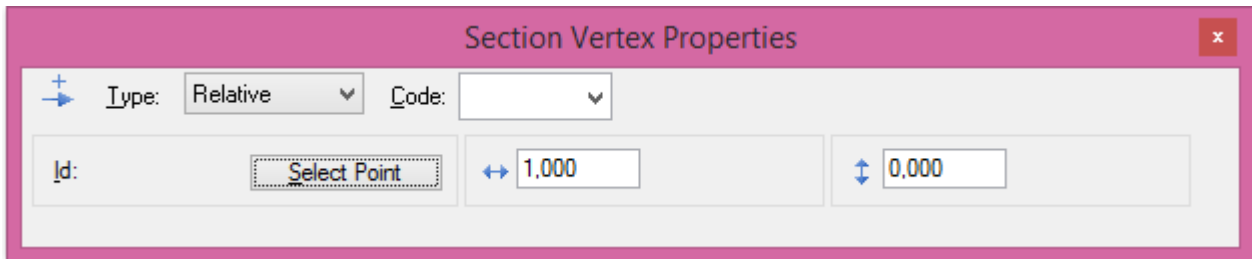 Section Vertex Properties
x
Type: Relative Code:
Id: Select Point 1,000 0,000